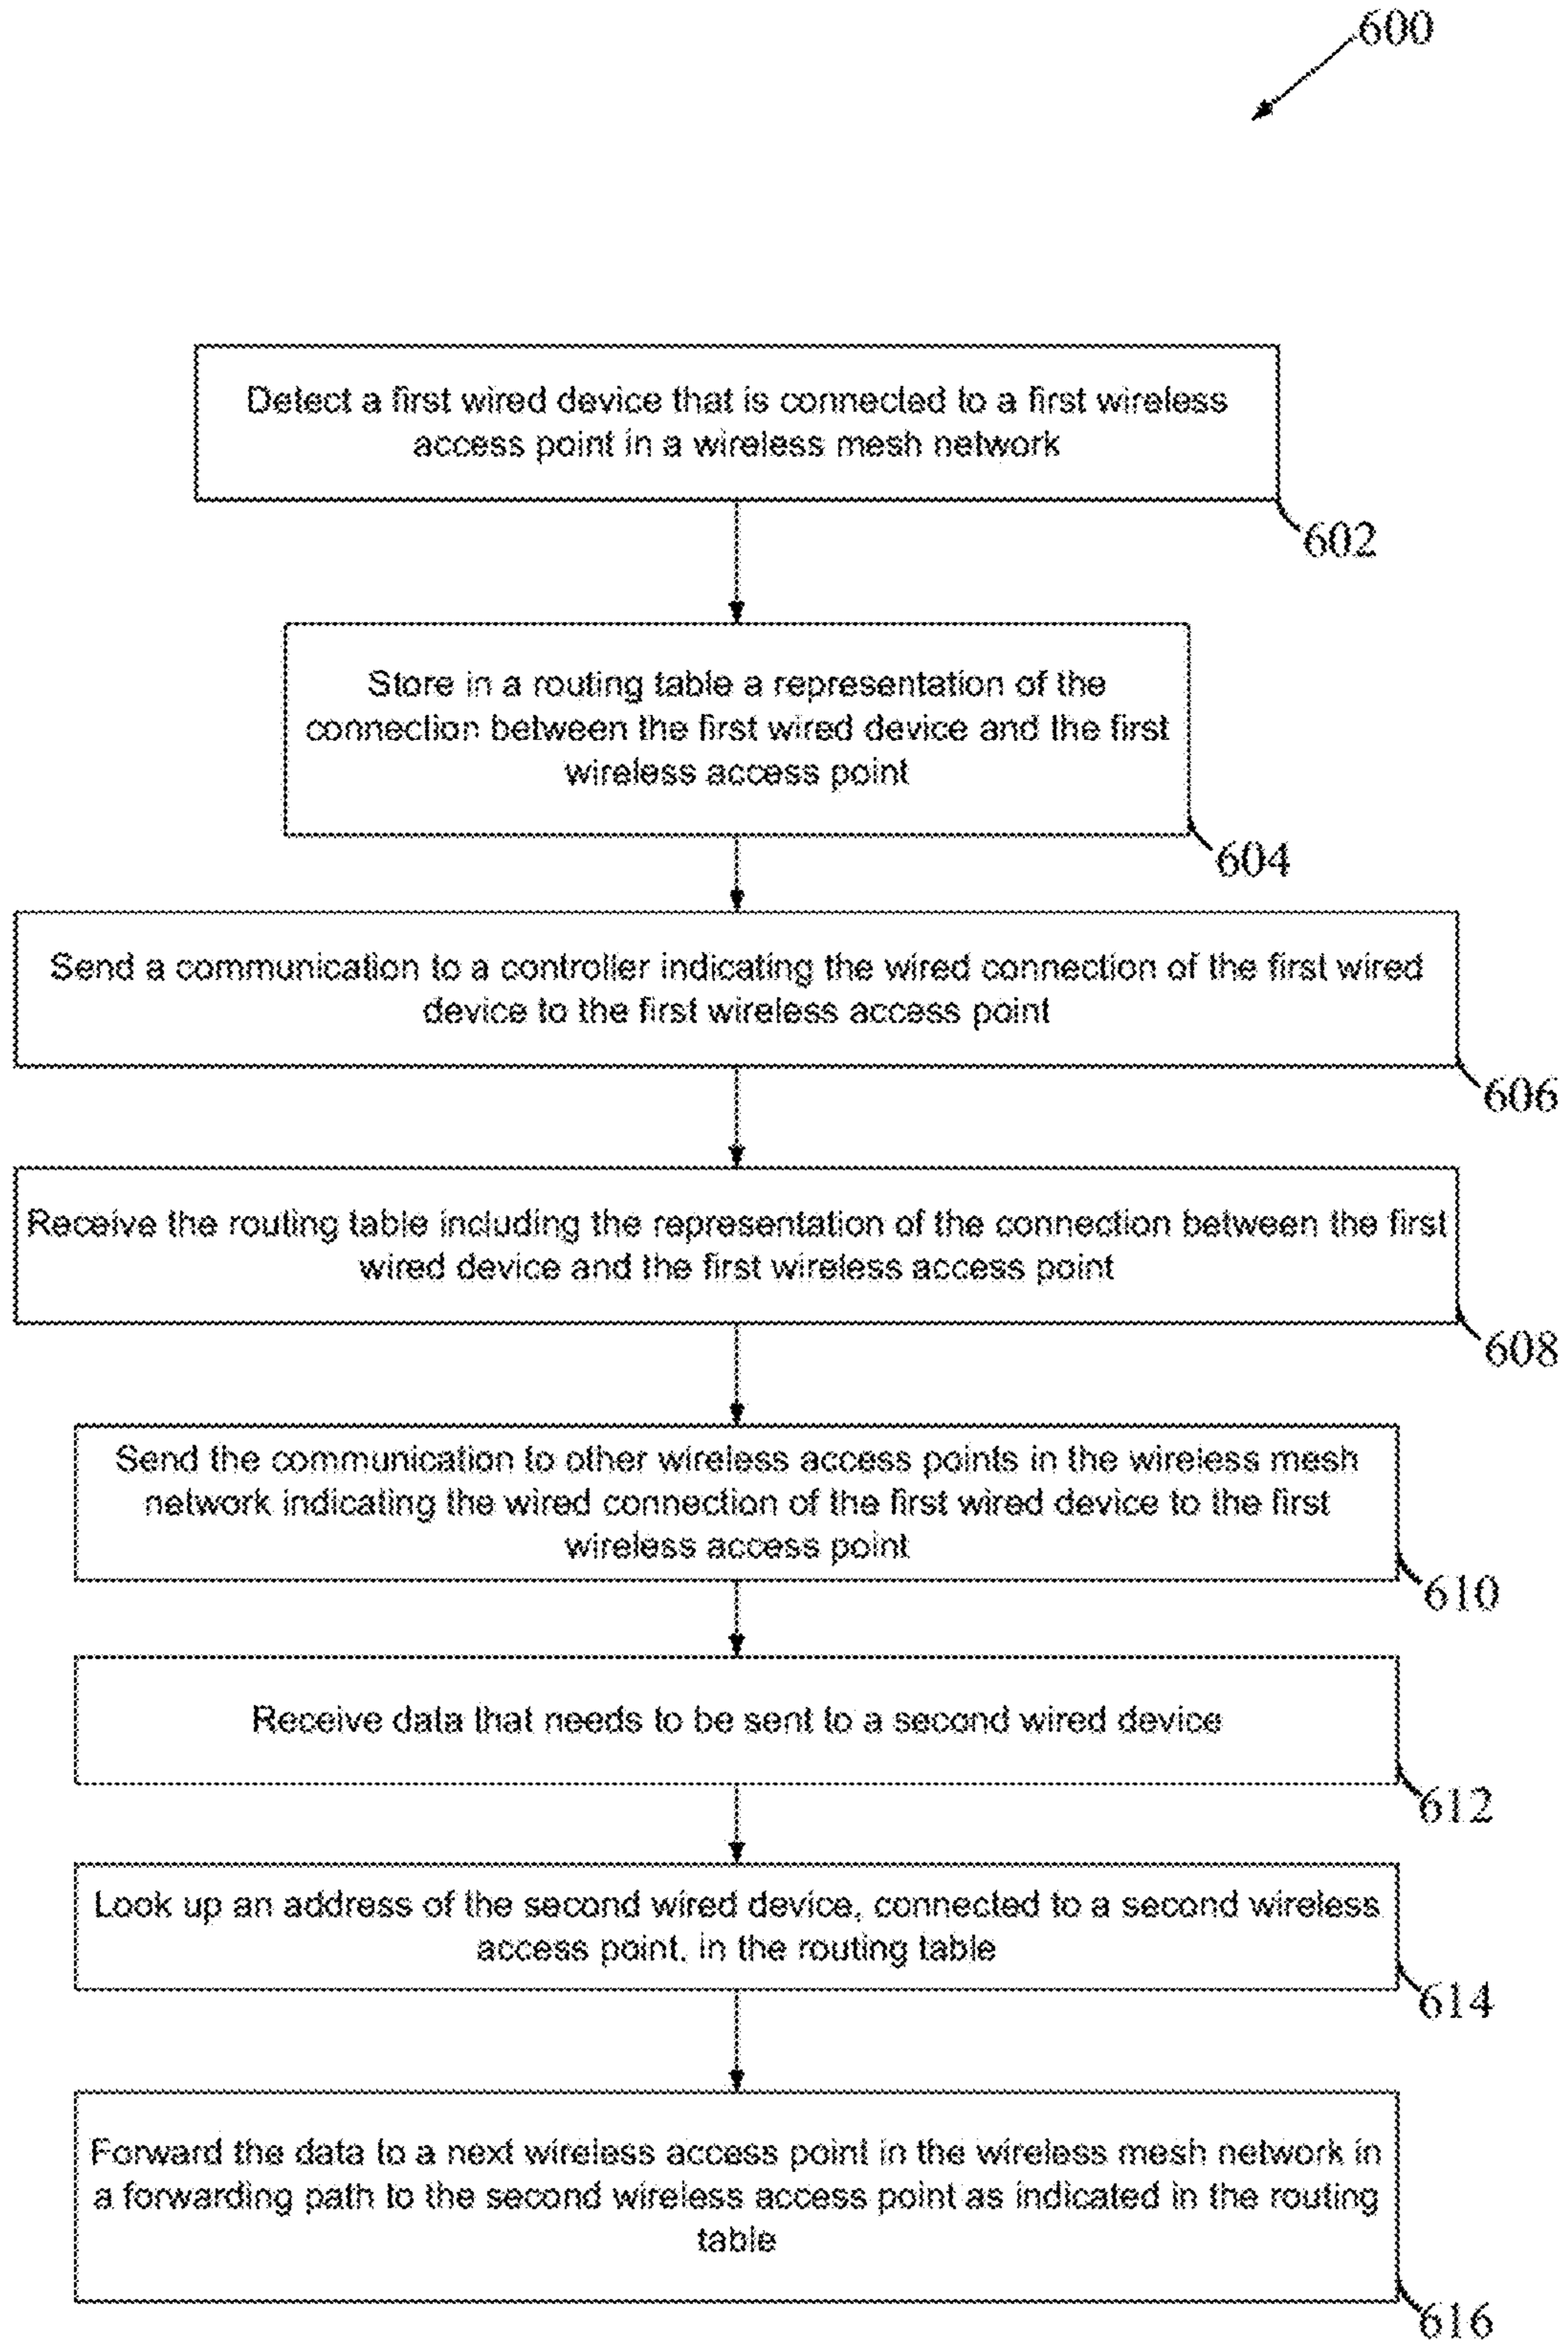 600
Detect a first wired device that is connected to a first wireless
access point in a wireless mesh network
602
Store in a routing table a representation of the
connection between the first wired device and the first
wireless access point
604
Send a communication to a controller indicating the wired connection of the first wired
device to the first wireless access point
606
Receive the routing table including the representation of the connection between the first
wired device and the first wireless access point
608
Send the communication to other wireless access points in the wireless mesh
network indicating the wired connection of the first wired device to the first
wireless access point
610
Receive data that needs to be sent to a second wired device
612
Look up an address of the second wired device, connected to a second wireless
access point, in the routing table
614
Forward the data to a next wireless access point in the wireless mesh network in
a forwarding path to the second wireless access point as indicated in the routing
table
616